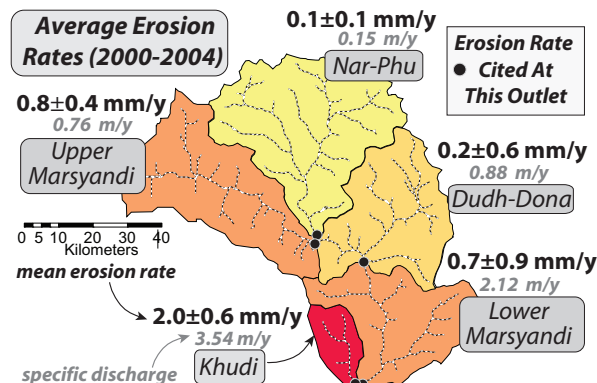 Average Erosion
Rates (2000-2004)
0.1±0.1 mm/y
0.15 m/y
Nar-Phu
Erosion Rate
Cited At
This Outlet
0.8±0.4 mm/y
0.76 m/y
Upper
Marsyandi
0.2±0.6 mm/y
0.88 m/y
Dudh-Dona
0 5 10 20 30 40
Kilometers
mean erosion rate
0.7±0.9 mm/y
2.12 m/y
Lower
Marsyandi
2.0±0.6 mm/y
3.54 m/y
Khudi
specific discharge